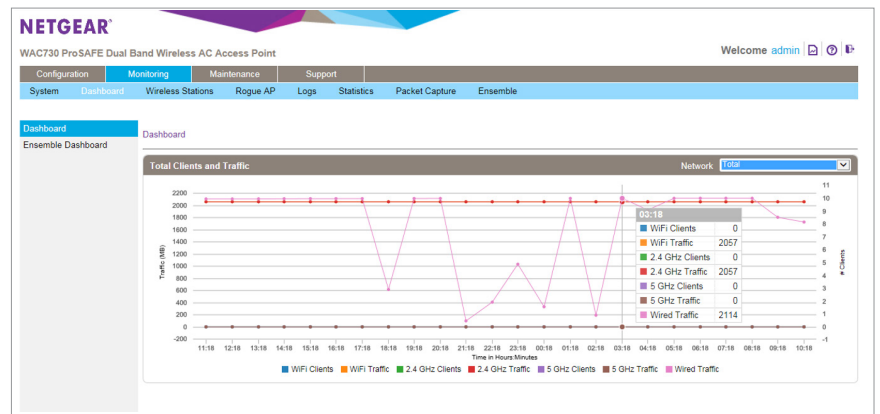 NETGEAR®
WAC730 ProSAFE Dual Band Wireless AC Access Point
Welcome admin
Configuration Monitoring Maintenance Support
System Dashboard Wireless Stations Rogue AP Logs Statistics Packet Capture Ensemble
Dashboard
Ensemble Dashboard
Dashboard
Total Clients and Traffic
Network Total
Traffic (MB)
2200
2000
1800
1600
1400
1200
1000
800
600
400
200
0
-200
03:18
WiFi Clients 0
WiFi Traffic 2057
2.4 GHz Clients 0
2.4 GHz Traffic 2057
5 GHz Clients 0
5 GHz Traffic 0
Wired Traffic 2114
11
10
9
8
7
6
5
4
3
2
1
0
-1
# Clients
11:18 12:18 13:18 14:18 15:18 16:18 17:18 18:18 19:18 20:18 21:18 22:18 23:18 00:18 01:18 02:18 03:18 04:18 05:18 06:18 07:18 08:18 09:18 10:18
Time in Hours:Minutes
WiFi Clients WiFi Traffic 2.4 GHz Clients 2.4 GHz Traffic 5 GHz Clients 5 GHz Traffic Wired Traffic